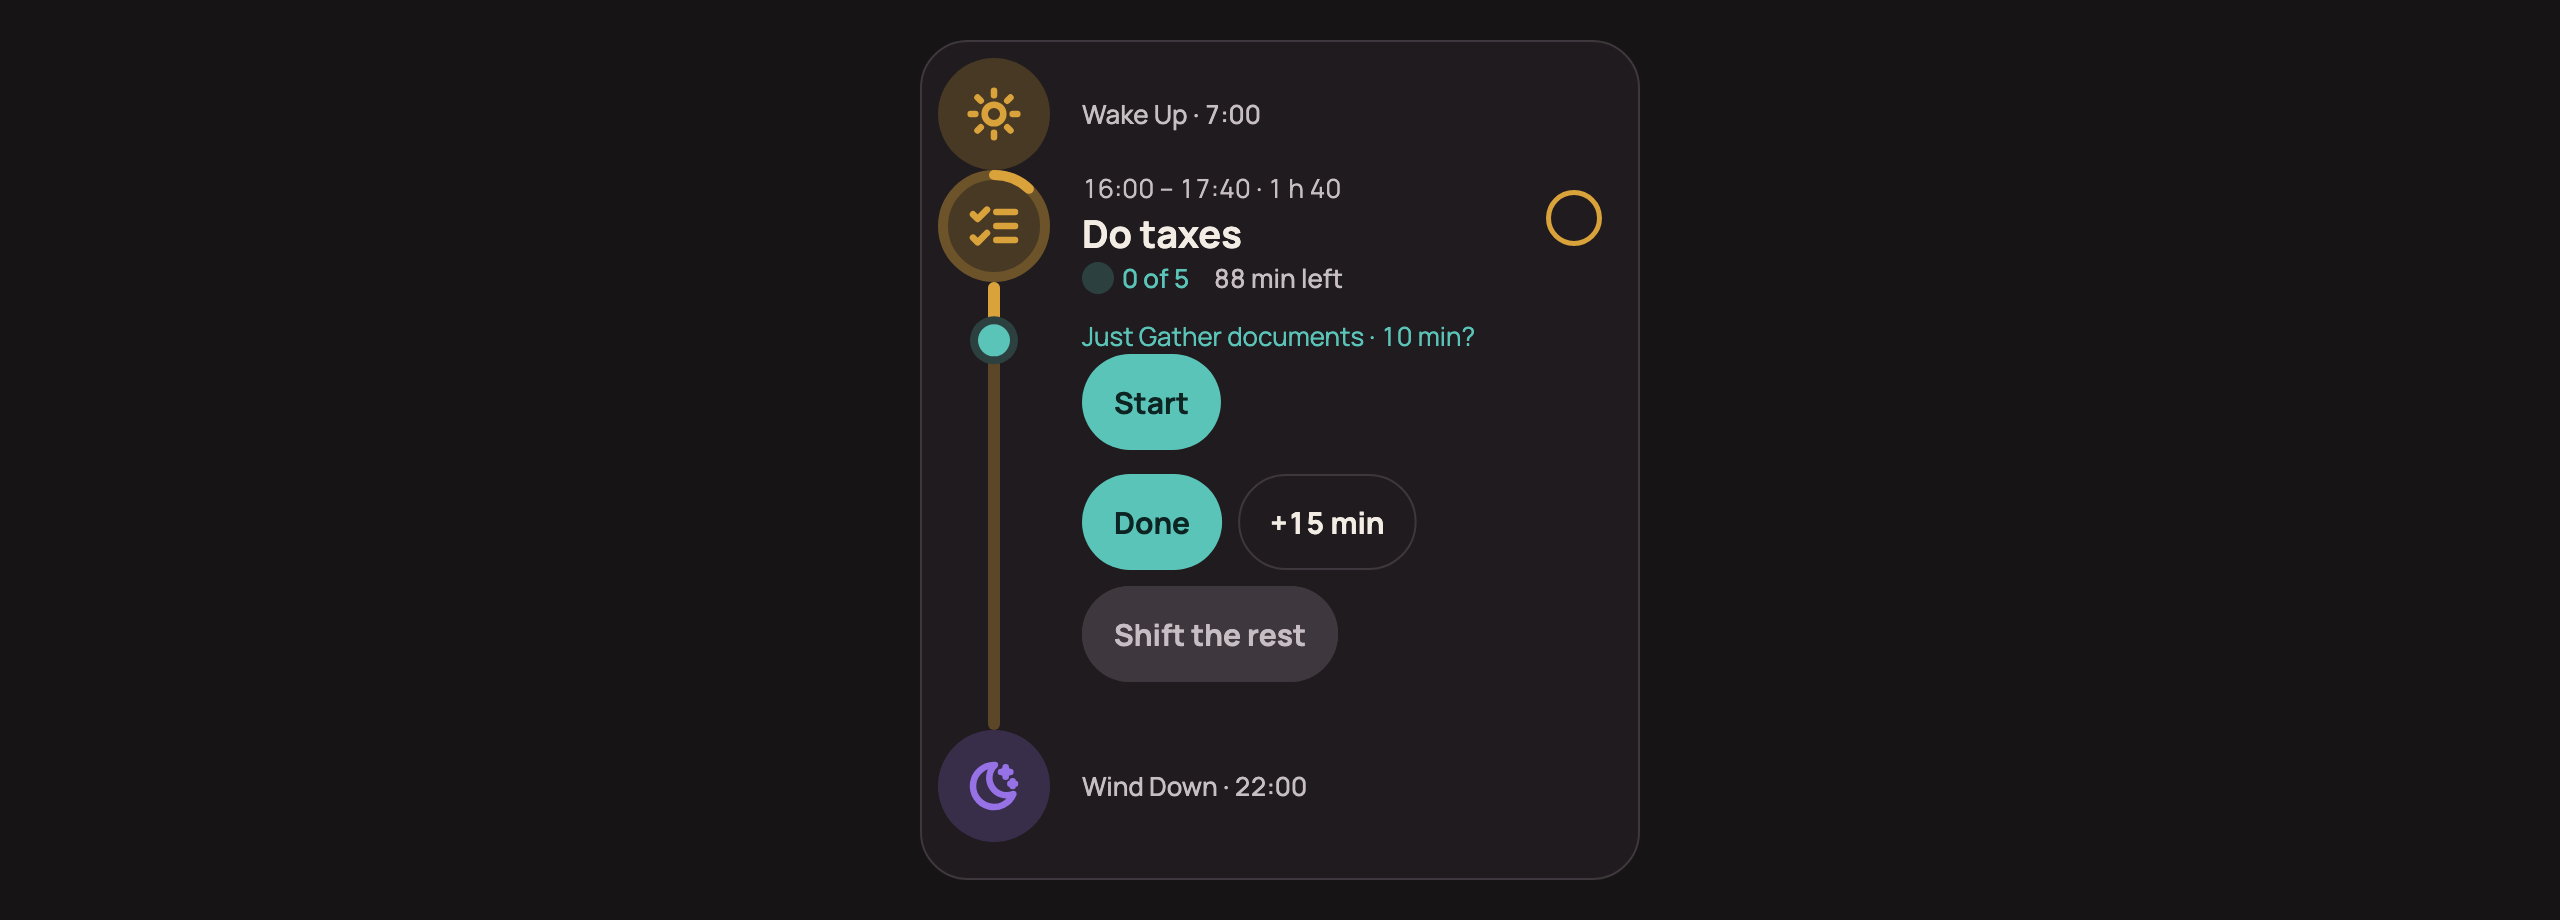 Wake Up · 7:00
16:00 – 17:40 · 1 h 40
Do taxes
0 of 5 88 min left
Just Gather documents · 10 min?
Start
Done +15 min
Shift the rest
Wind Down · 22:00